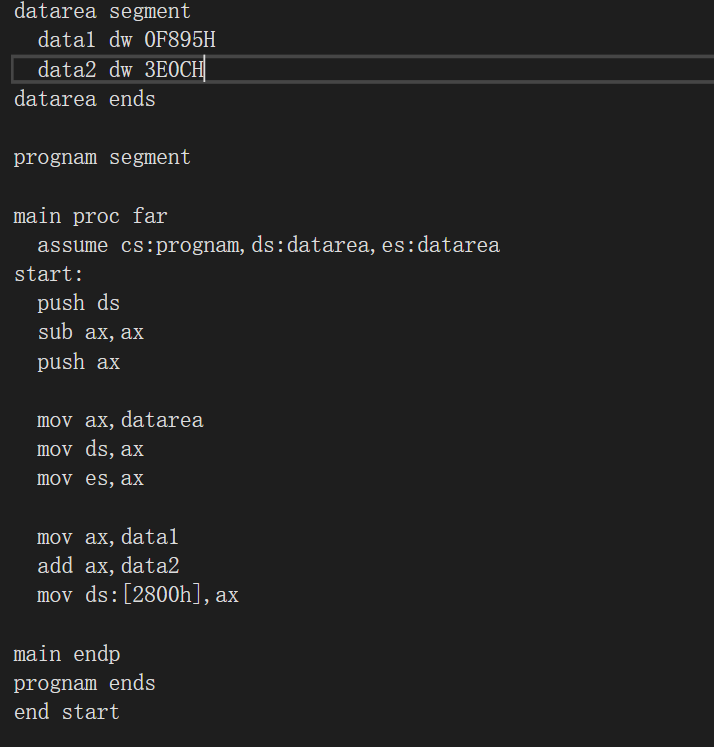 datarea segment
data1 dw 0F895H
data2 dw 3E0CH
datarea ends
prognam segment
main proc far
assume cs:prognam,ds:datarea,es:datarea
start:
push ds
sub ax,ax
push ax
mov ax,datarea
mov ds,ax
mov es,ax
mov ax,data1
add ax,data2
mov ds:[2800h],ax
main endp
prognam ends
end start